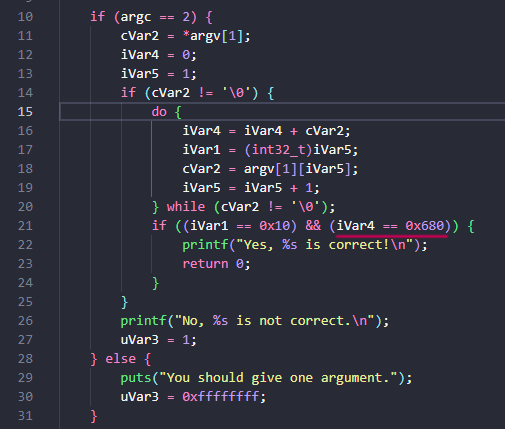 10 if (argc == 2) {
11 cVar2 = *argv[1];
12 iVar4 = 0;
13 iVar5 = 1;
14 if (cVar2 != '\0') {
15 do {
16 iVar4 = iVar4 + cVar2;
17 iVar1 = (int32_t)iVar5;
18 cVar2 = argv[1][iVar5];
19 iVar5 = iVar5 + 1;
20 } while (cVar2 != '\0');
21 if ((iVar1 == 0x10) && (iVar4 == 0x680)) {
22 printf("Yes, %s is correct!\n");
23 return 0;
24 }
25 }
26 printf("No, %s is not correct.\n");
27 uVar3 = 1;
28 } else {
29 puts("You should give one argument.");
30 uVar3 = 0xffffffff;
31 }